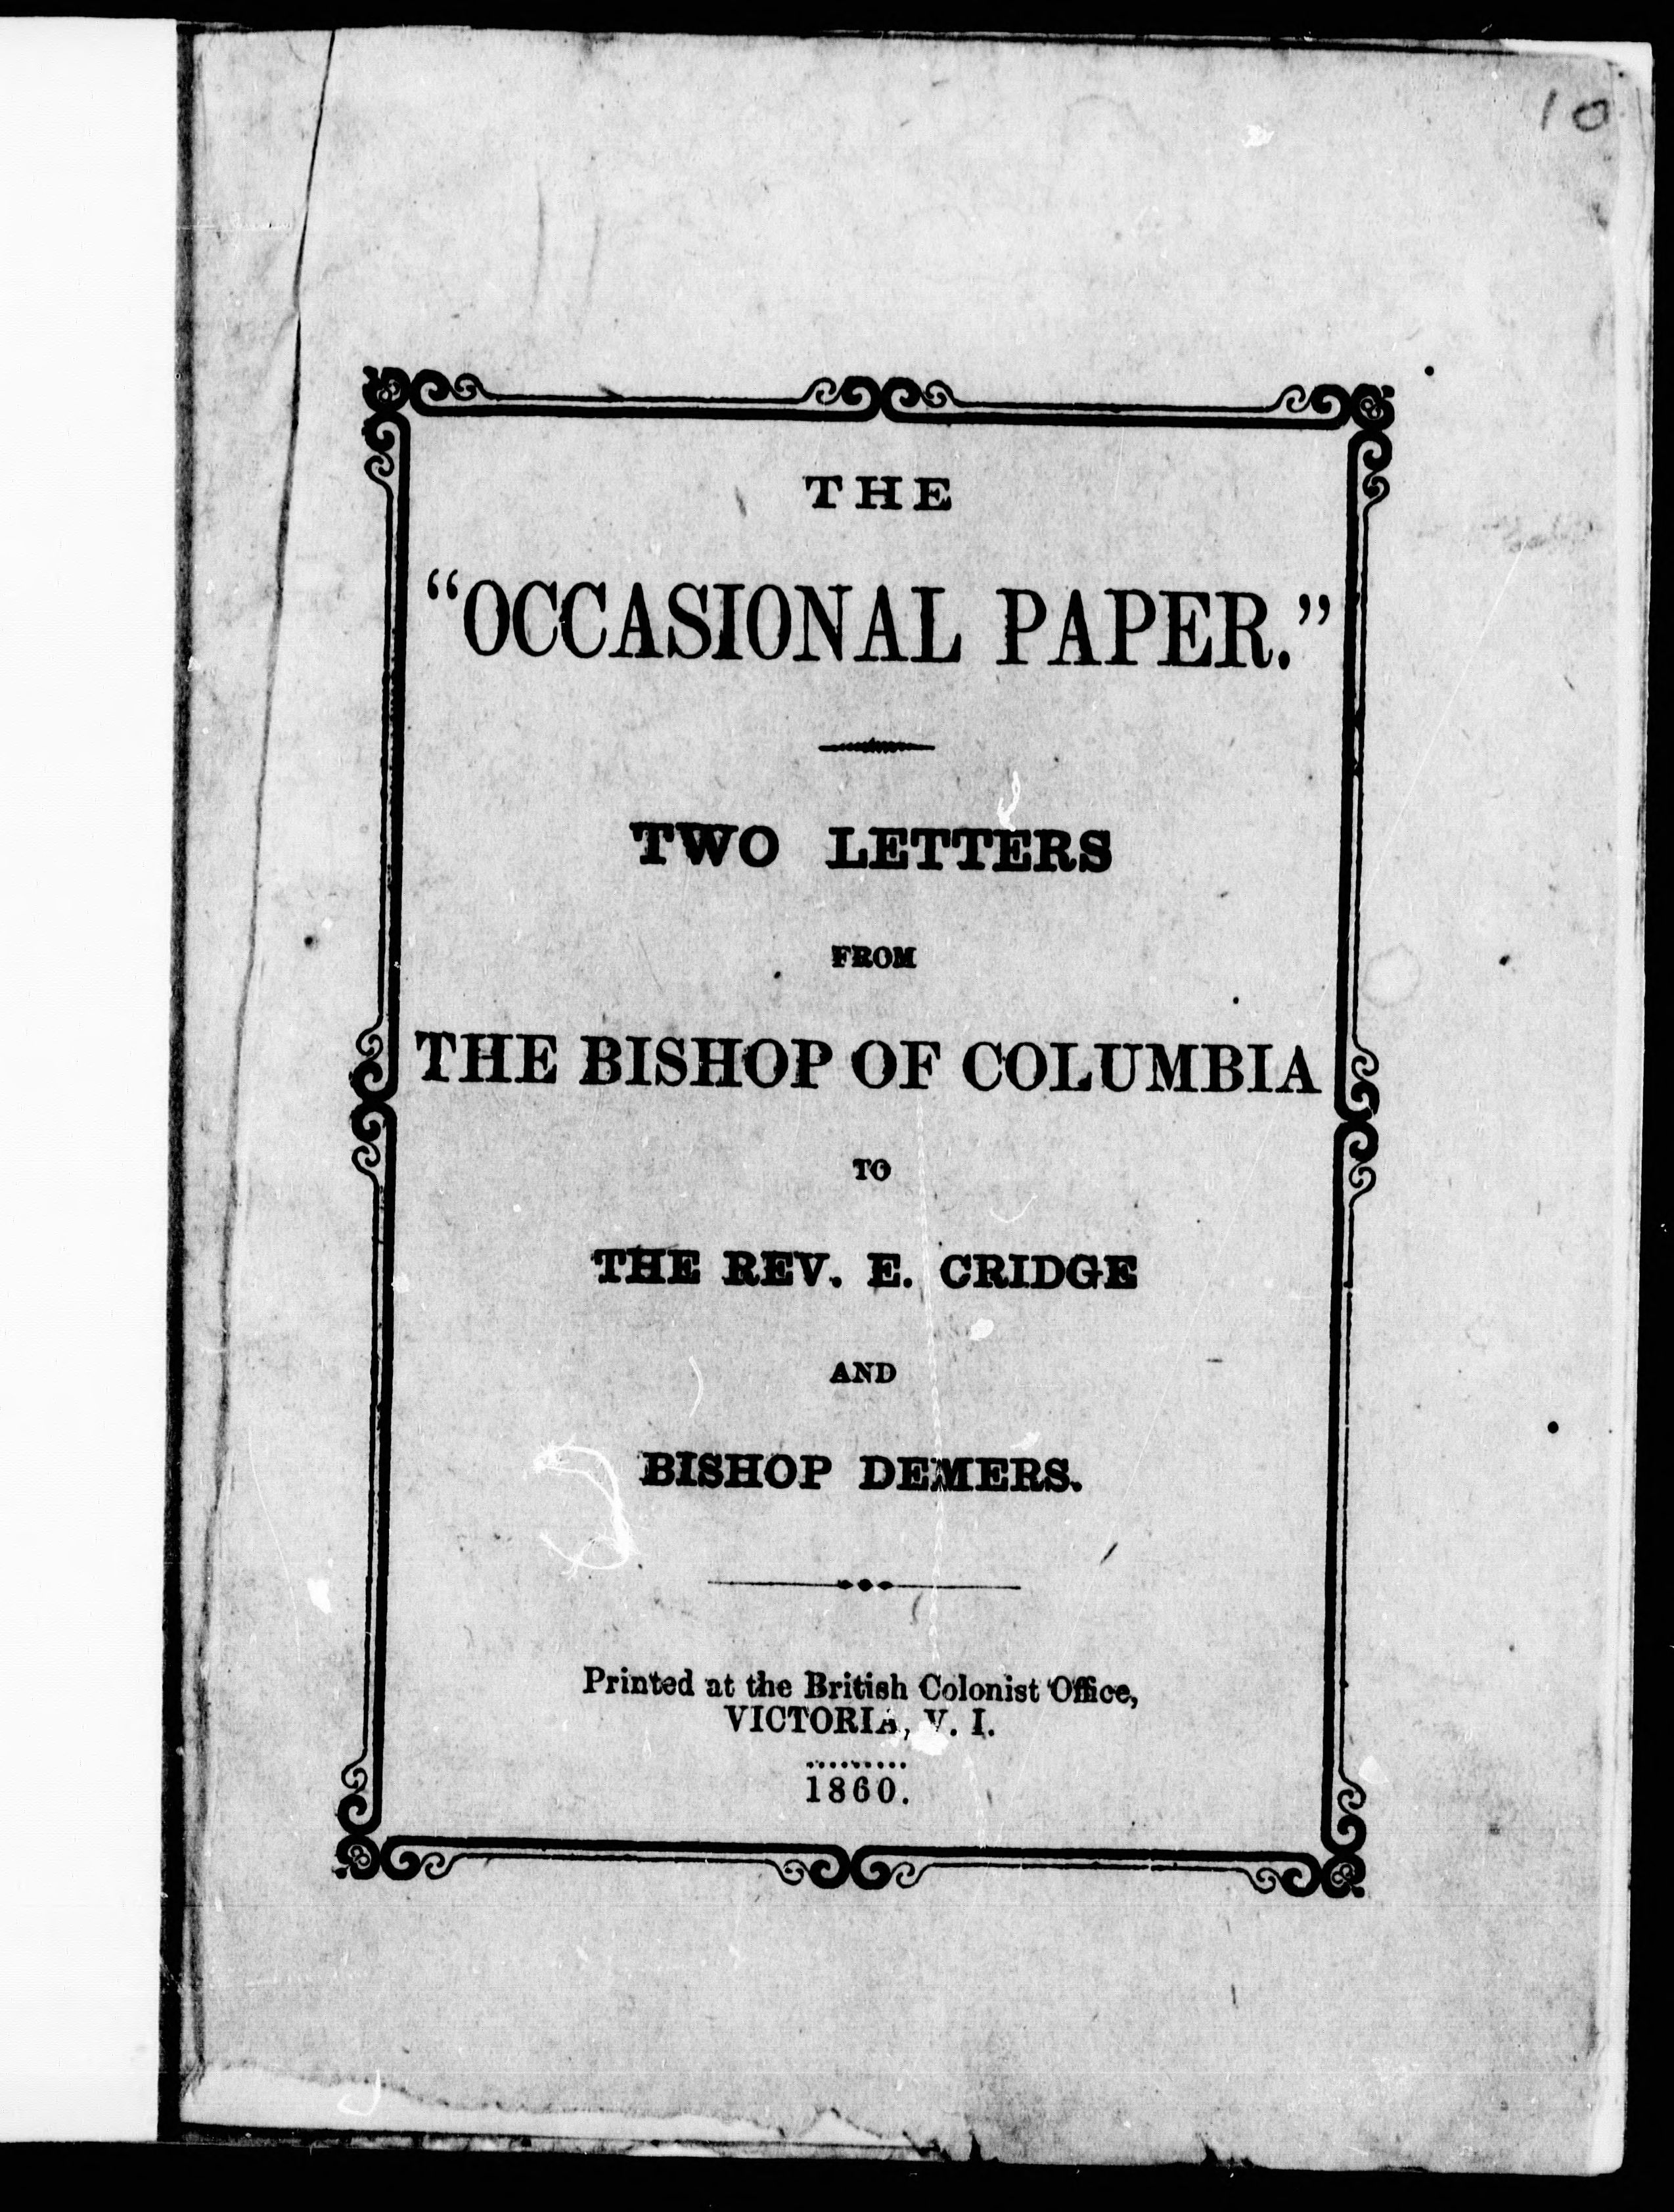 10
THE
“OCCASIONAL PAPER.”
TWO LETTERS
FROM
THE BISHOP OF COLUMBIA
TO
THE REV. E. CRIDGE
AND
BISHOP DEMERS.
Printed at the British Colonist Office,
VICTORIA, V. I.
.........
1860.